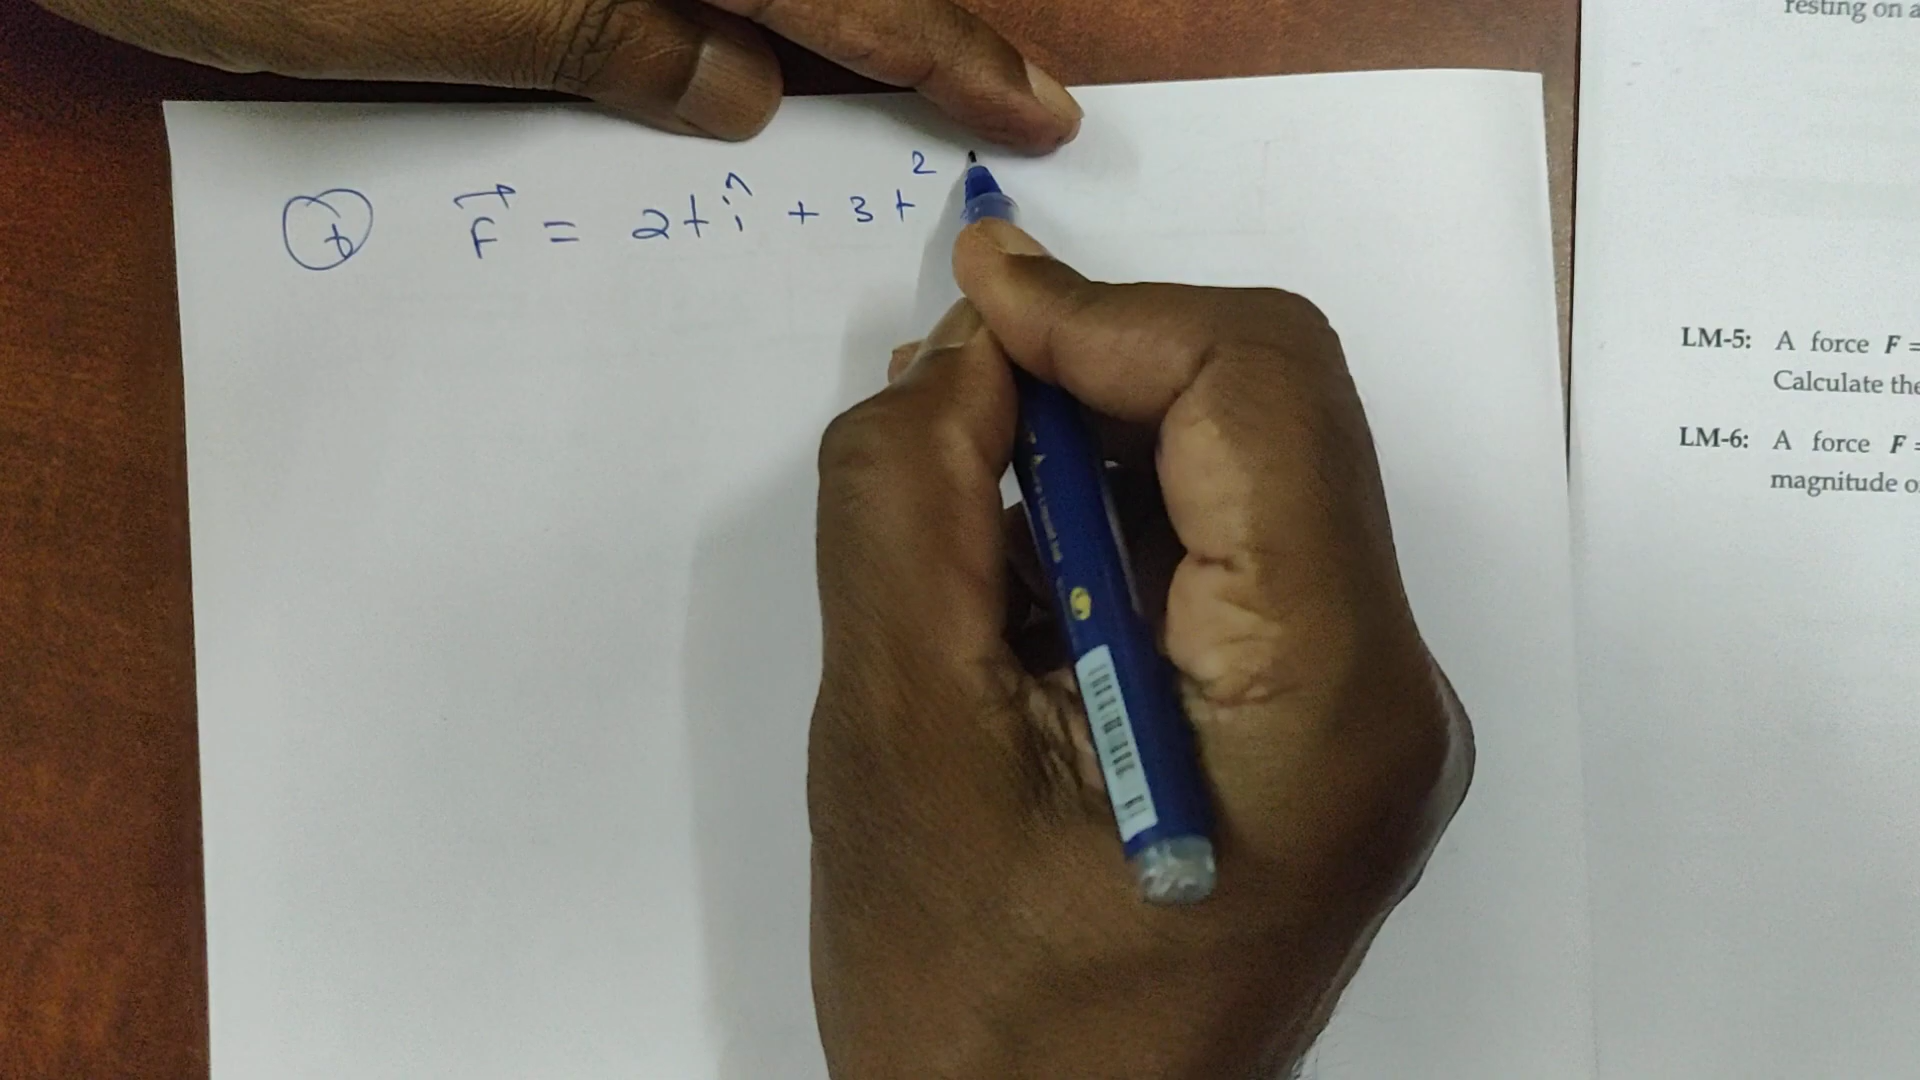 t F⃗ = 2t î + 3t²
resting on a
LM-5: A force F =
Calculate the
LM-6: A force F =
magnitude o